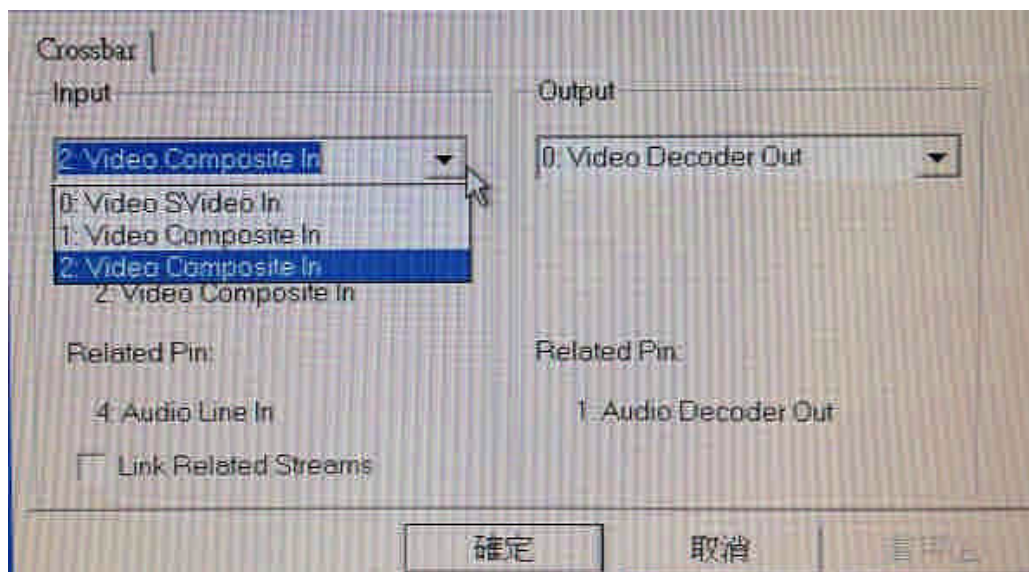 Crossbar
Input
2: Video Composite In
0: Video SVideo In
1: Video Composite In
2: Video Composite In
2: Video Composite In
Related Pin:
4: Audio Line In
Link Related Streams
Output
0: Video Decoder Out
Related Pin:
1: Audio Decoder Out
確定
取消